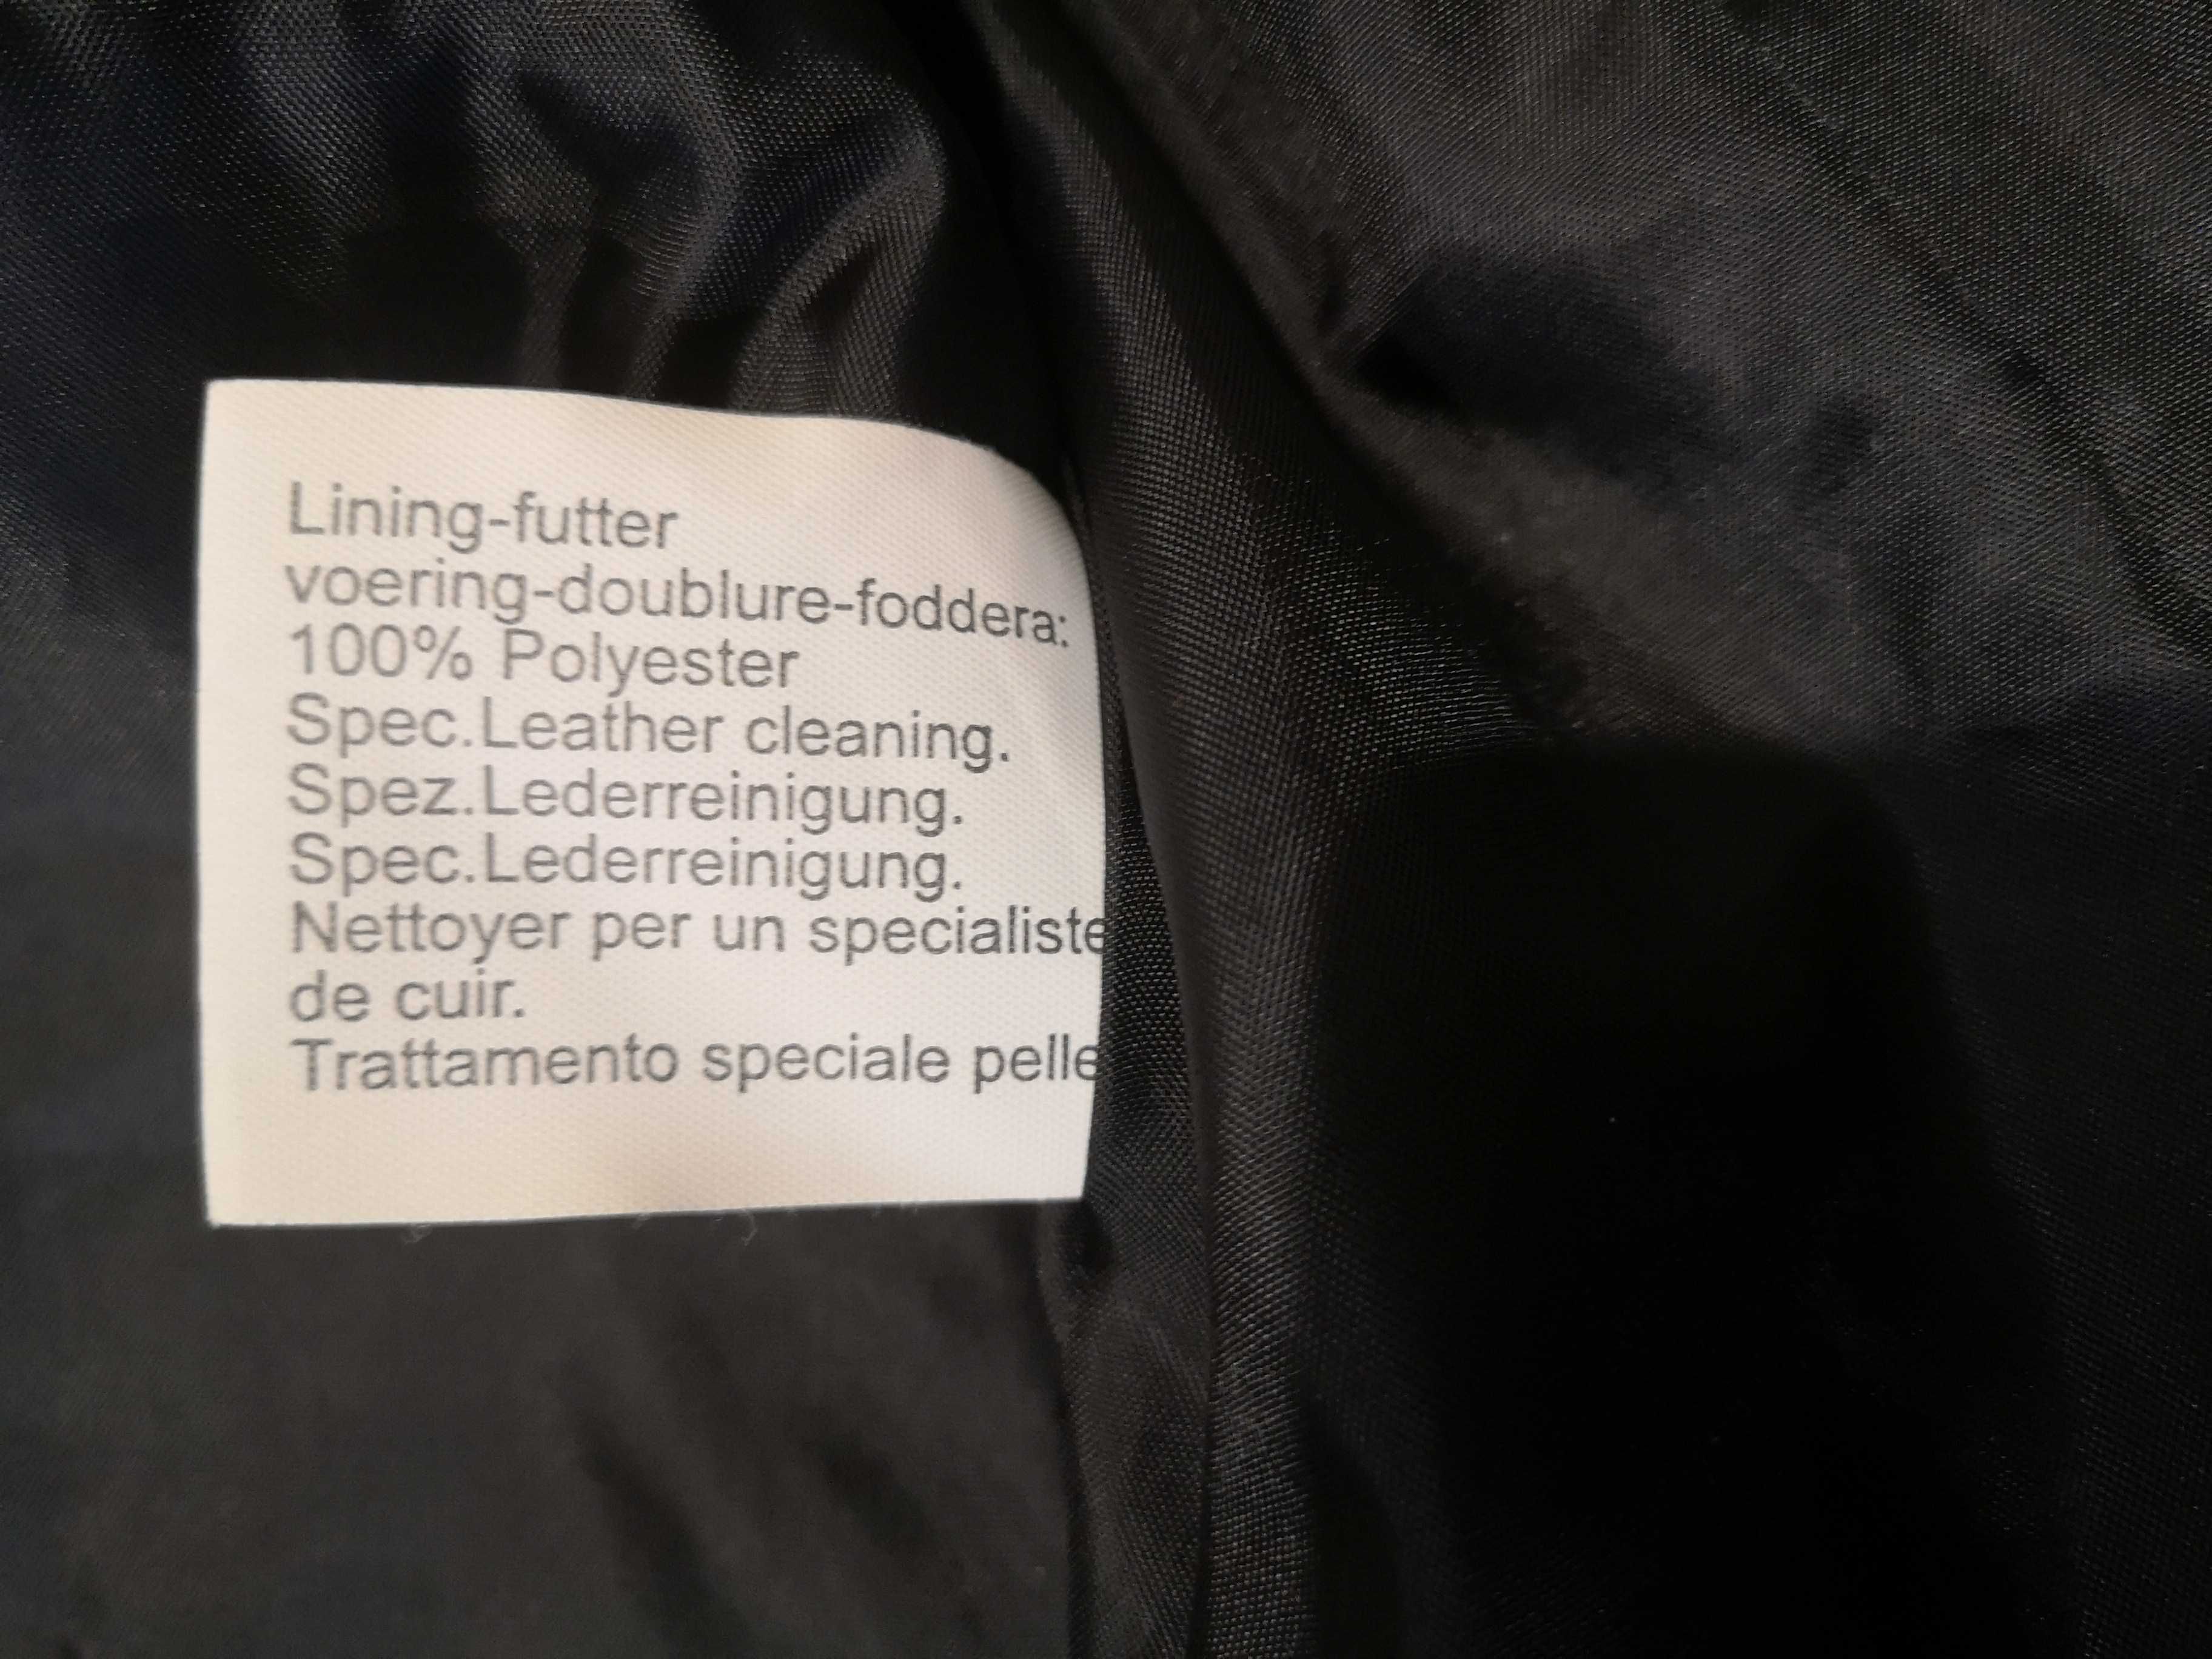 Lining-futter
voering-doublure-foddera:
100% Polyester
Spec.Leather cleaning.
Spez.Lederreinigung.
Spec.Lederreinigung.
Nettoyer per un specialiste
de cuir.
Trattamento speciale pelle